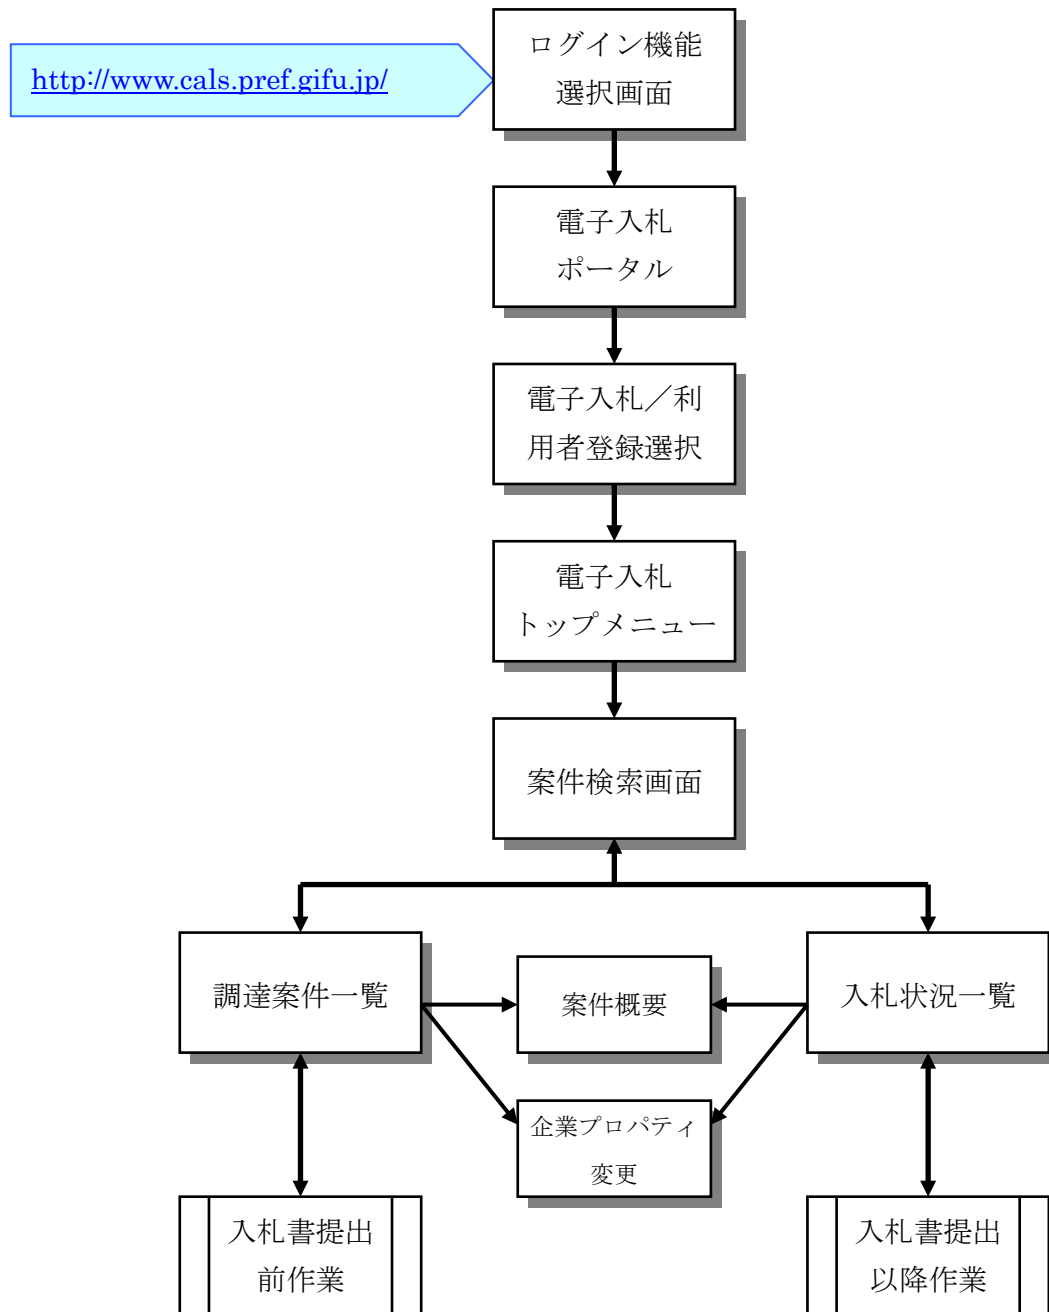 http://www.cals.pref.gifu.jp/
ログイン機能
選択画面
電子入札
ポータル
電子入札／利
用者登録選択
電子入札
トップメニュー
案件検索画面
調達案件一覧
案件概要
入札状況一覧
企業プロパティ
変更
入札書提出
前作業
入札書提出
以降作業